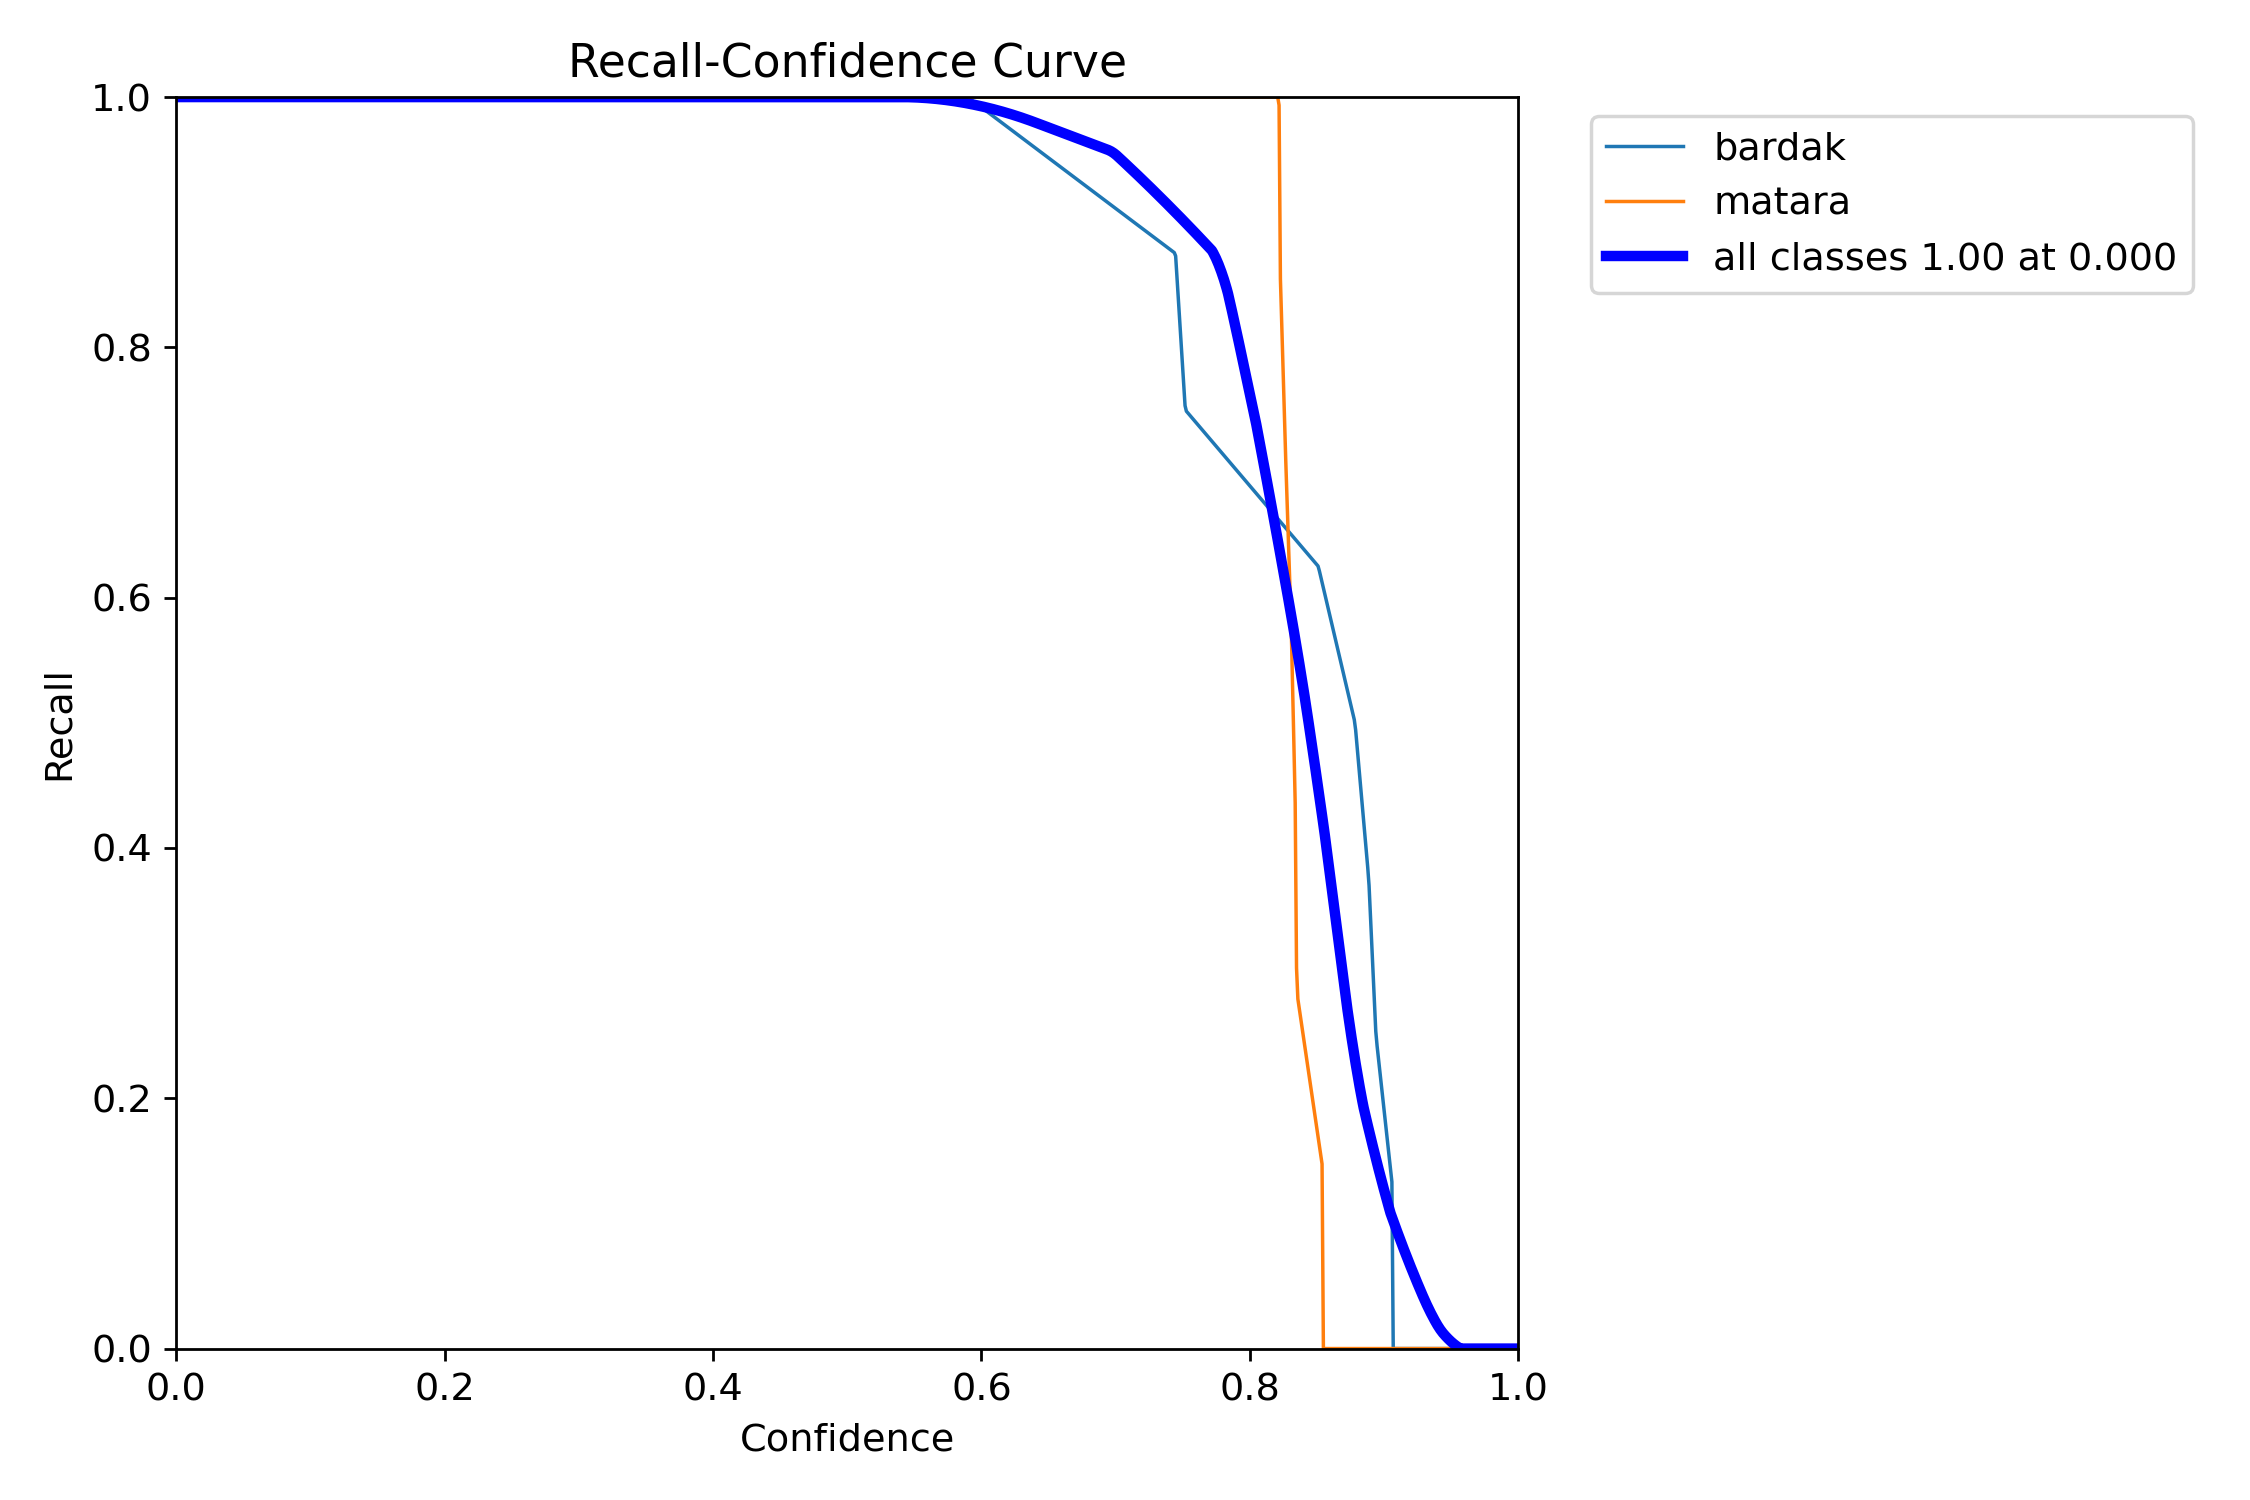 Recall-Confidence Curve
1.0
0.8
0.6
0.4
0.2
0.0
Recall
0.0 0.2 0.4 0.6 0.8 1.0
Confidence
bardak
matara
all classes 1.00 at 0.000